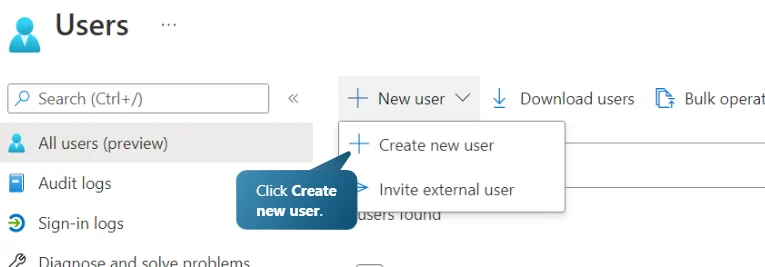 Users ...
Search (Ctrl+/)
«
New user
Download users
Bulk operat
All users (preview)
Create new user
Audit logs
Click Create
new user.
Invite external user
users found
Sign-in logs
Diagnose and solve problems